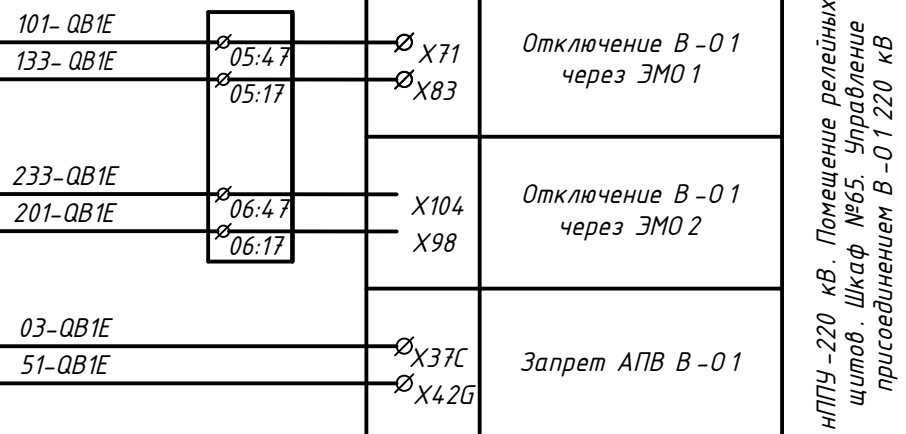 101- QB1E
05:47
X71
133- QB1E
05:17
X83
Отключение В-О1
через ЭМО1
233-QB1E
06:47
X104
201-QB1E
06:17
X98
Отключение В-О1
через ЭМО2
03-QB1E
X37C
51-QB1E
X42G
Запрет АПВ В-О1
нППУ-220 кВ. Помещение релейных
щитов. Шкаф №65. Управление
присоединением В-О1 220 кВ